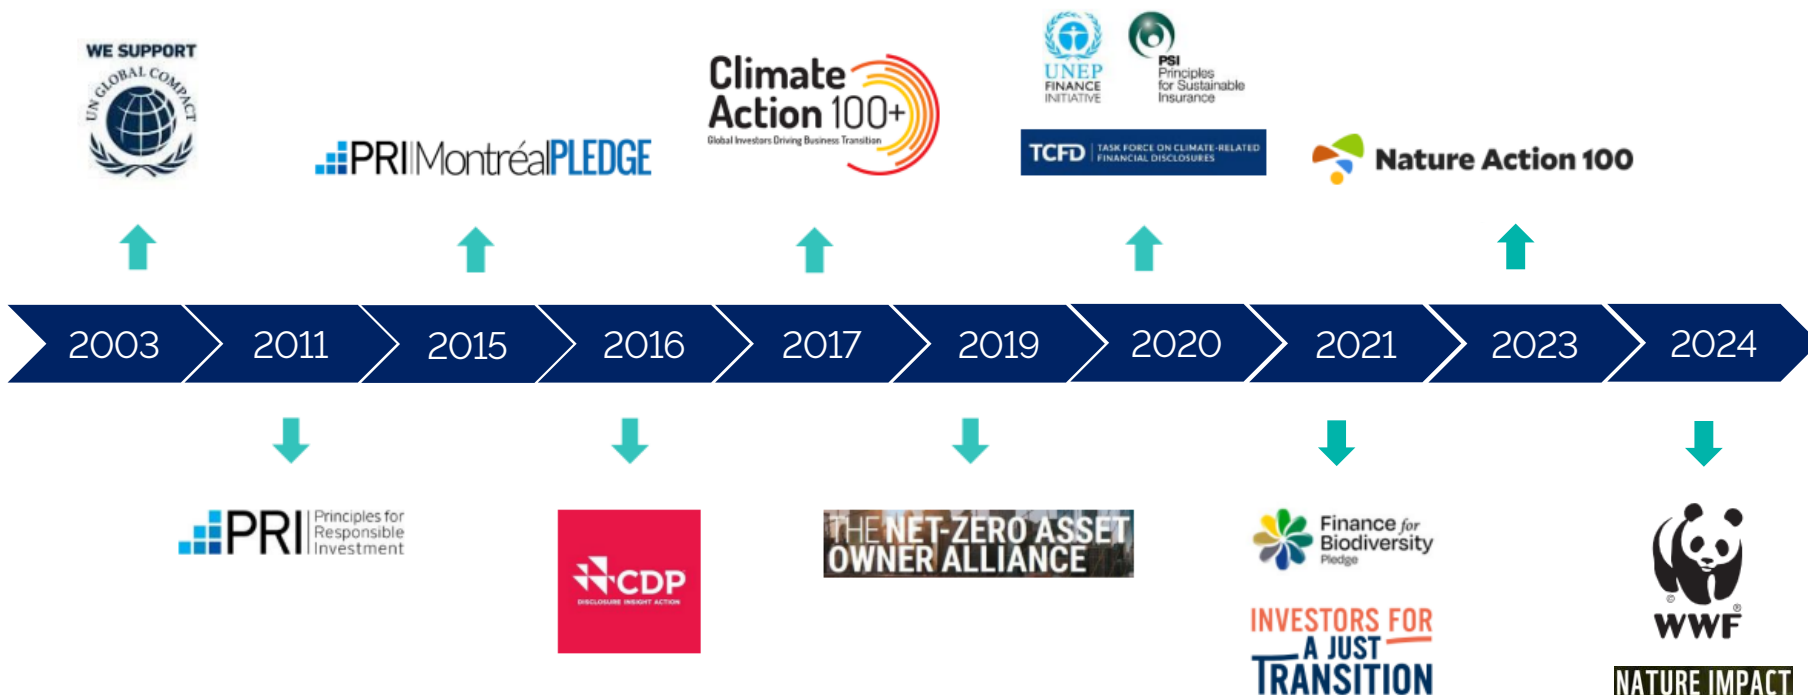 WE SUPPORT
UN GLOBAL COMPACT
PRI Montréal PLEDGE
Climate
Action 100+
Global Investors Driving Business Transition
UNEP
FINANCE
INITIATIVE
PSI
Principles
for Sustainable
Insurance
TCFD TASK FORCE ON CLIMATE-RELATED
FINANCIAL DISCLOSURES
Nature Action 100
2003 2011 2015 2016 2017 2019 2020 2021 2023 2024
PRI Principles for
Responsible
Investment
CDP
DISCLOSURE INSIGHT ACTION
THE NET-ZERO ASSET
OWNER ALLIANCE
Finance for
Biodiversity
Pledge
INVESTORS FOR
A JUST
TRANSITION
©
WWF
®
NATURE IMPACT